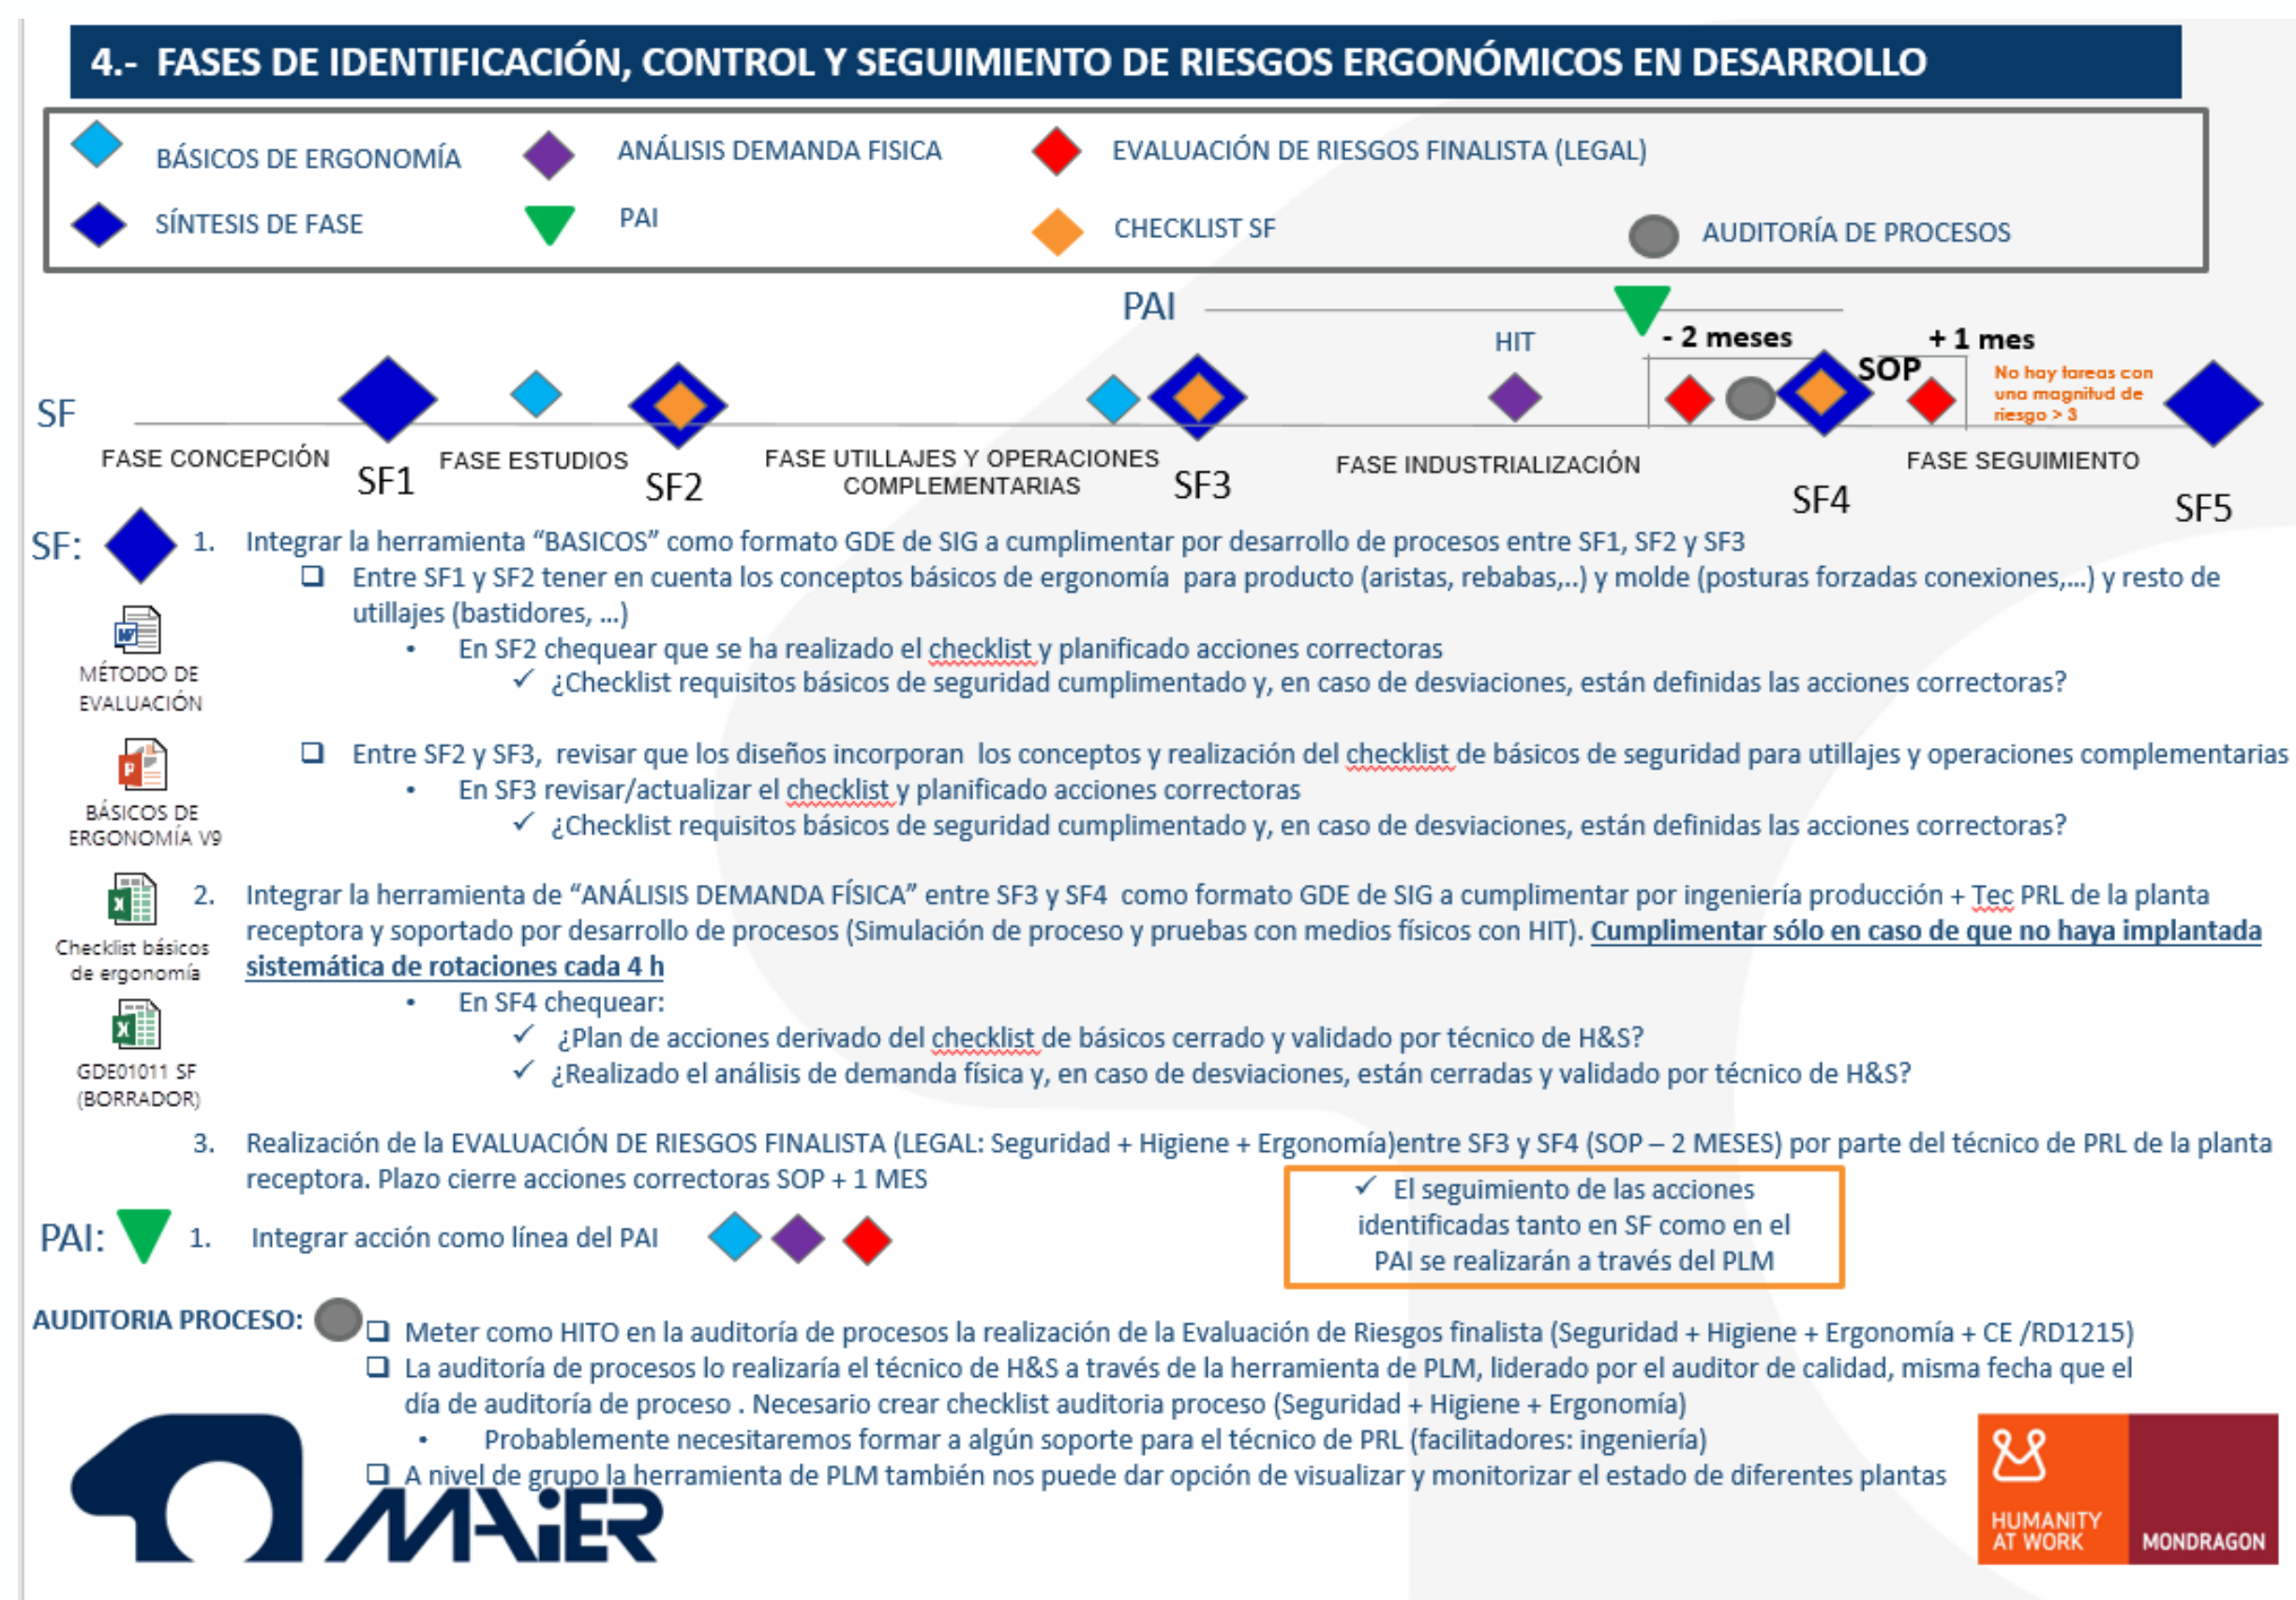 4.- FASES DE IDENTIFICACIÓN, CONTROL Y SEGUIMIENTO DE RIESGOS ERGONÓMICOS EN DESARROLLO
BÁSICOS DE ERGONOMÍA
ANÁLISIS DEMANDA FISICA
EVALUACIÓN DE RIESGOS FINALISTA (LEGAL)
SÍNTESIS DE FASE
PAI
CHECKLIST SF
AUDITORÍA DE PROCESOS
PAI
HIT
- 2 meses
+ 1 mes
SOP
No hay tareas con
una magnitud de
riesgo > 3
SF
FASE CONCEPCIÓN
SF1
FASE ESTUDIOS
SF2
FASE UTILLAJES Y OPERACIONES
COMPLEMENTARIAS
SF3
FASE INDUSTRIALIZACIÓN
SF4
FASE SEGUIMIENTO
SF5
SF:
1. Integrar la herramienta “BASICOS” como formato GDE de SIG a cumplimentar por desarrollo de procesos entre SF1, SF2 y SF3
Entre SF1 y SF2 tener en cuenta los conceptos básicos de ergonomía para producto (aristas, rebabas,..) y molde (posturas forzadas conexiones,...) y resto de
utillajes (bastidores, ...)
• En SF2 chequear que se ha realizado el checklist y planificado acciones correctoras
✓ ¿Checklist requisitos básicos de seguridad cumplimentado y, en caso de desviaciones, están definidas las acciones correctoras?
MÉTODO DE
EVALUACIÓN
Entre SF2 y SF3, revisar que los diseños incorporan los conceptos y realización del checklist de básicos de seguridad para utillajes y operaciones complementarias
• En SF3 revisar/actualizar el checklist y planificado acciones correctoras
✓ ¿Checklist requisitos básicos de seguridad cumplimentado y, en caso de desviaciones, están definidas las acciones correctoras?
BÁSICOS DE
ERGONOMÍA V9
2. Integrar la herramienta de “ANÁLISIS DEMANDA FÍSICA” entre SF3 y SF4 como formato GDE de SIG a cumplimentar por ingeniería producción + Tec PRL de la planta
receptora y soportado por desarrollo de procesos (Simulación de proceso y pruebas con medios físicos con HIT). Cumplimentar sólo en caso de que no haya implantada
sistemática de rotaciones cada 4 h
Checklist básicos
de ergonomía
• En SF4 chequear:
✓ ¿Plan de acciones derivado del checklist de básicos cerrado y validado por técnico de H&S?
✓ ¿Realizado el análisis de demanda física y, en caso de desviaciones, están cerradas y validado por técnico de H&S?
GDE01011 SF
(BORRADOR)
3. Realización de la EVALUACIÓN DE RIESGOS FINALISTA (LEGAL: Seguridad + Higiene + Ergonomía)entre SF3 y SF4 (SOP – 2 MESES) por parte del técnico de PRL de la planta
receptora. Plazo cierre acciones correctoras SOP + 1 MES
✓ El seguimiento de las acciones
identificadas tanto en SF como en el
PAI se realizarán a través del PLM
PAI:
1. Integrar acción como línea del PAI
AUDITORIA PROCESO:
Meter como HITO en la auditoría de procesos la realización de la Evaluación de Riesgos finalista (Seguridad + Higiene + Ergonomía + CE /RD1215)
La auditoría de procesos lo realizaría el técnico de H&S a través de la herramienta de PLM, liderado por el auditor de calidad, misma fecha que el
día de auditoría de proceso . Necesario crear checklist auditoria proceso (Seguridad + Higiene + Ergonomía)
• Probablemente necesitaremos formar a algún soporte para el técnico de PRL (facilitadores: ingeniería)
A nivel de grupo la herramienta de PLM también nos puede dar opción de visualizar y monitorizar el estado de diferentes plantas
MAiER
HUMANITY
AT WORK
MONDRAGON